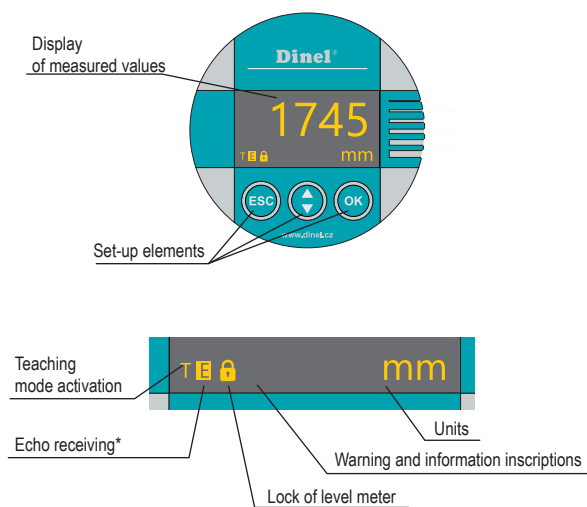 Display
of measured values
Dinel®
1745
T E mm
ESC OK
www.dinel.cz
Set-up elements
Teaching
mode activation
T E mm
Echo receiving*
Units
Warning and information inscriptions
Lock of level meter